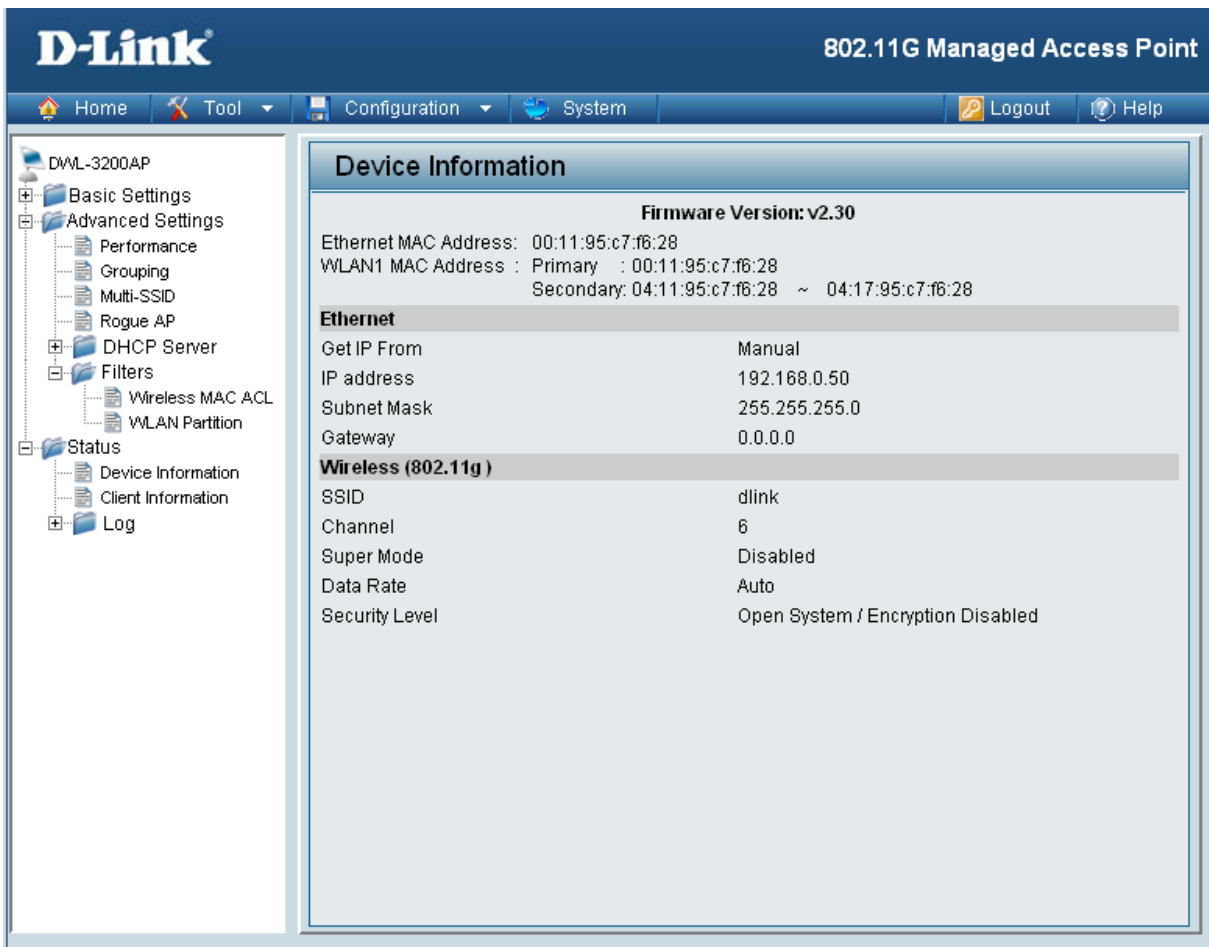 D-Link
802.11G Managed Access Point
Home Tool Configuration System Logout Help
DWL-3200AP
Basic Settings
Advanced Settings
Performance
Grouping
Multi-SSID
Rogue AP
DHCP Server
Filters
Wireless MAC ACL
WLAN Partition
Status
Device Information
Client Information
Log
Device Information
Firmware Version: v2.30
Ethernet MAC Address: 00:11:95:c7:f6:28
WLAN1 MAC Address : Primary : 00:11:95:c7:f6:28
Secondary: 04:11:95:c7:f6:28 ~ 04:17:95:c7:f6:28
Ethernet
Get IP From Manual
IP address 192.168.0.50
Subnet Mask 255.255.255.0
Gateway 0.0.0.0
Wireless (802.11g )
SSID dlink
Channel 6
Super Mode Disabled
Data Rate Auto
Security Level Open System / Encryption Disabled